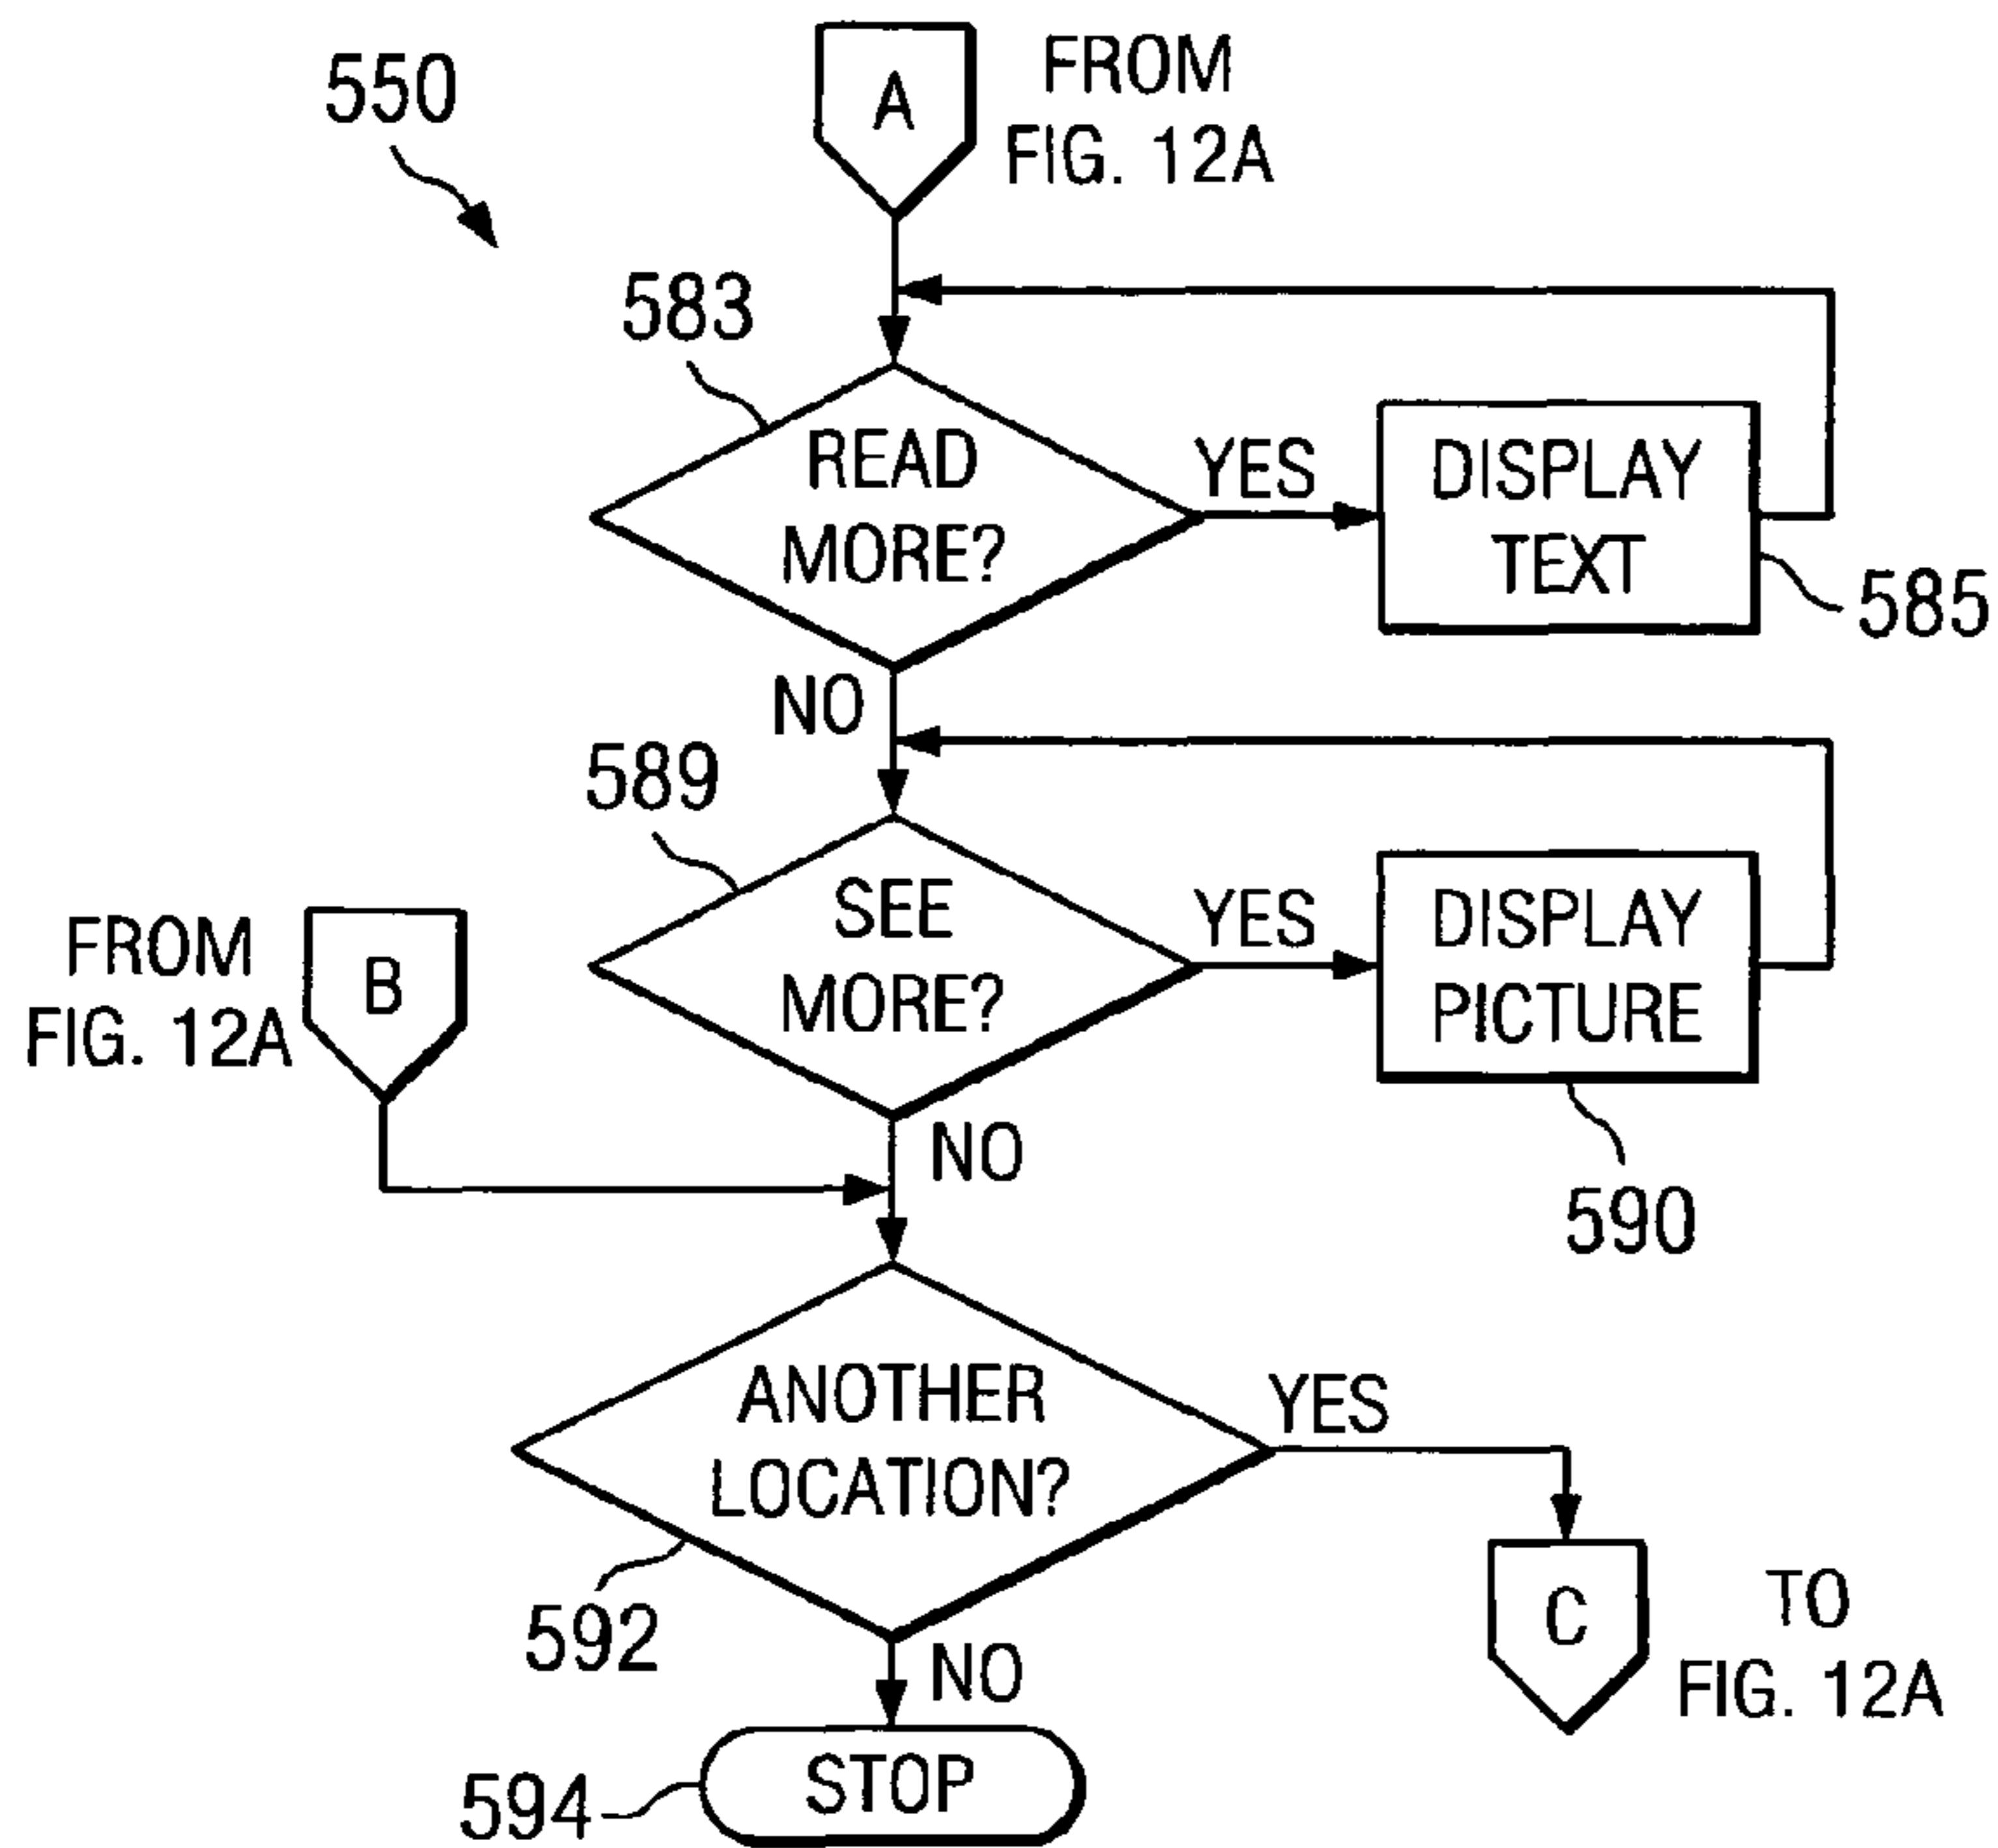 550
A
FROM
FIG. 12A
583
READ
MORE?
YES
DISPLAY
TEXT
585
NO
589
SEE
MORE?
YES
DISPLAY
PICTURE
590
FROM
FIG. 12A
B
NO
ANOTHER
LOCATION?
YES
592
C
TO
FIG. 12A
NO
STOP
594